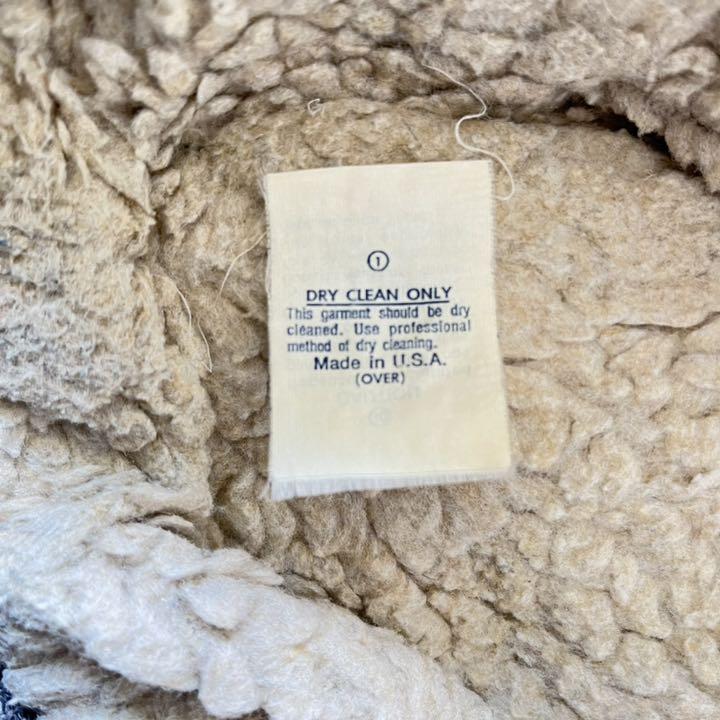 ①
DRY CLEAN ONLY
This garment should be dry
cleaned. Use professional
method of dry cleaning.
Made in U.S.A.
(OVER)